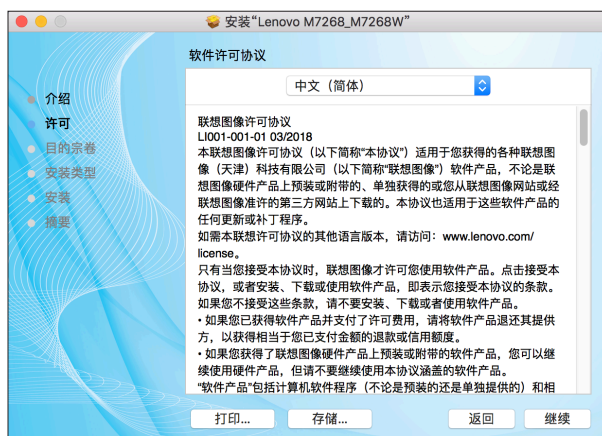 安装“Lenovo M7268_M7268W”
软件许可协议
介绍
许可
目的宗卷
安装类型
安装
摘要
中文（简体）
联想图像许可协议
LI001-001-01 03/2018
本联想图像许可协议（以下简称“本协议”）适用于您获得的各种联想图
像（天津）科技有限公司（以下简称“联想图像”）软件产品，不论是联
想图像硬件产品上预装或附带的、单独获得的或您从联想图像网站或经
联想图像准许的第三方网站上下载的。本协议也适用于这些软件产品的
任何更新或补丁程序。
如需本联想许可协议的其他语言版本，请访问：www.lenovo.com/
license。
只有当您接受本协议时，联想图像才许可您使用软件产品。点击接受本
协议，或者安装、下载或使用软件产品，即表示您接受本协议的条款。
如果您不接受这些条款，请不要安装、下载或者使用软件产品。
• 如果您已获得软件产品并支付了许可费用，请将软件产品退还其提供
方，以获得相当于您已支付金额的退款或信用额度。
• 如果您获得了联想图像硬件产品上预装或附带的软件产品，您可以继
续使用硬件产品，但请不要继续使用本协议涵盖的软件产品。
“软件产品”包括计算机软件程序（不论是预装的还是单独提供的）和相
打印...
存储...
返回
继续